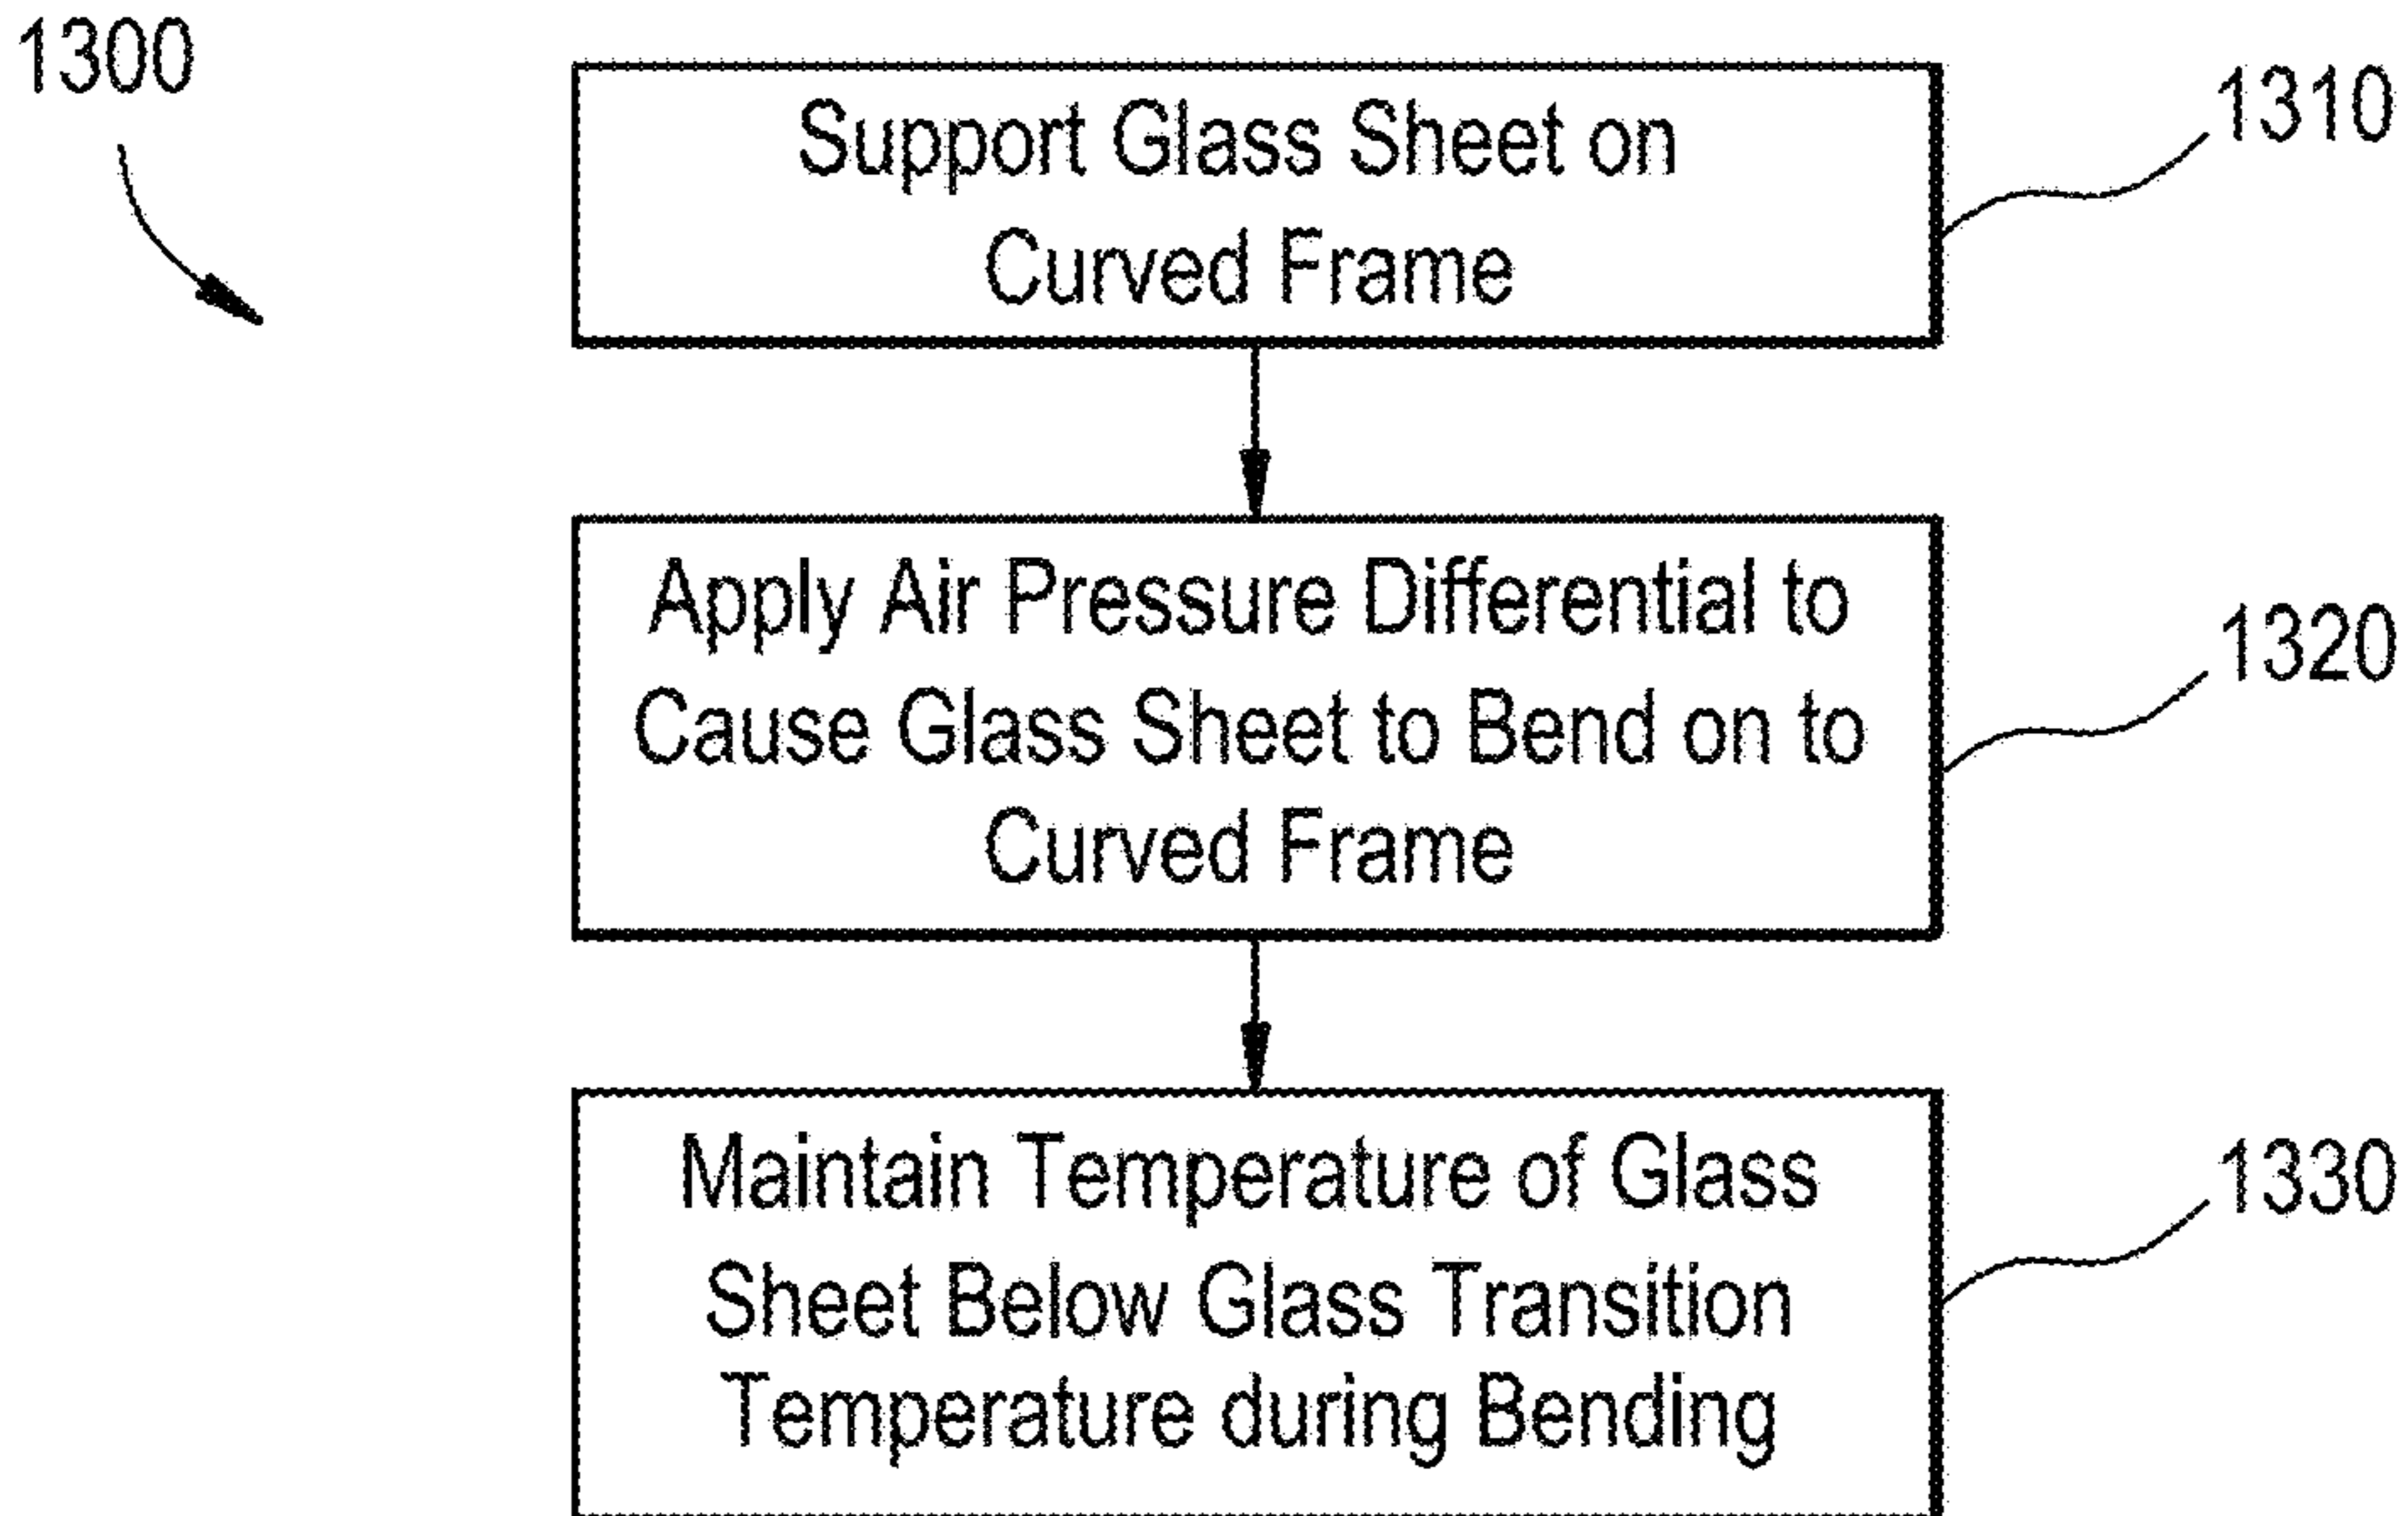 1300
Support Glass Sheet on
Curved Frame
1310
Apply Air Pressure Differential to
Cause Glass Sheet to Bend on to
Curved Frame
1320
Maintain Temperature of Glass
Sheet Below Glass Transition
Temperature during Bending
1330